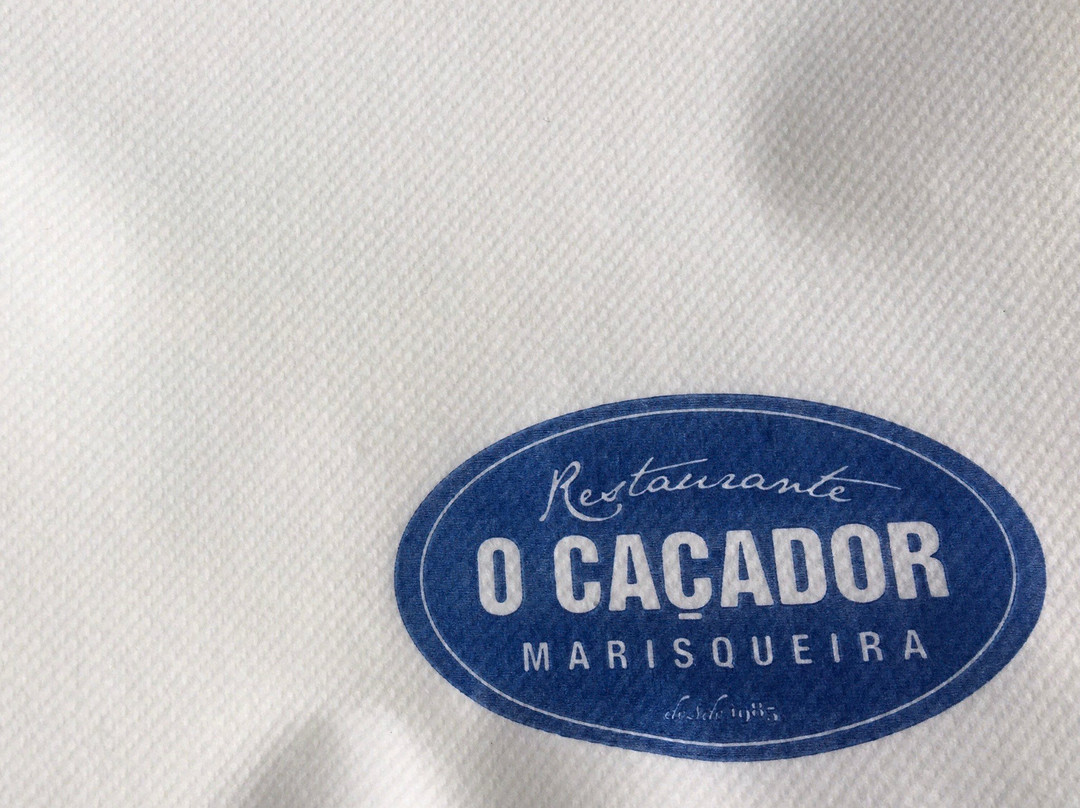 Restaurante
O CAÇADOR
MARISQUEIRA
desde 1985